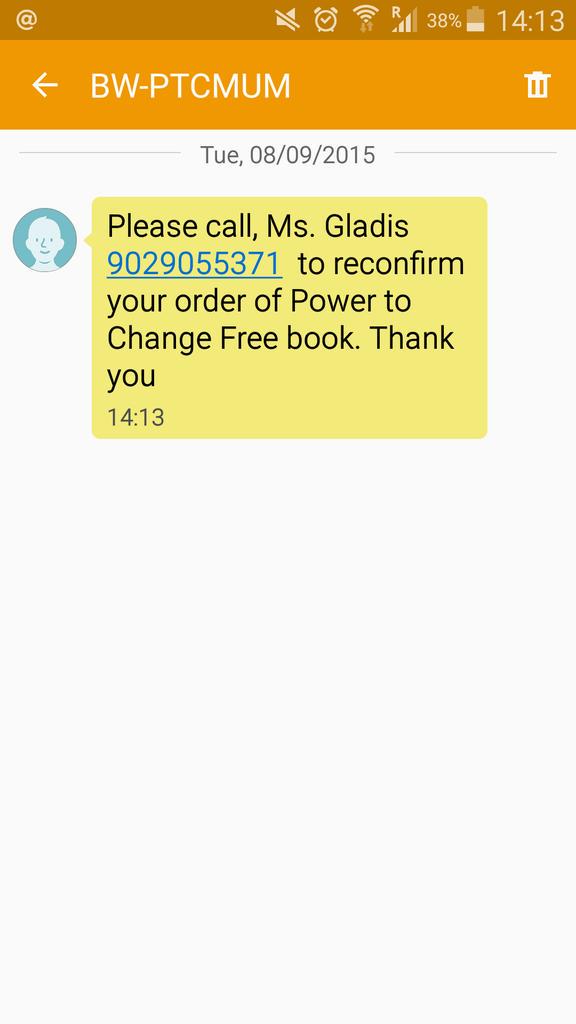 @ R 38% 14:13
BW-PTCMUM
Tue, 08/09/2015
Please call, Ms. Gladis
9029055371 to reconfirm
your order of Power to
Change Free book. Thank
you
14:13